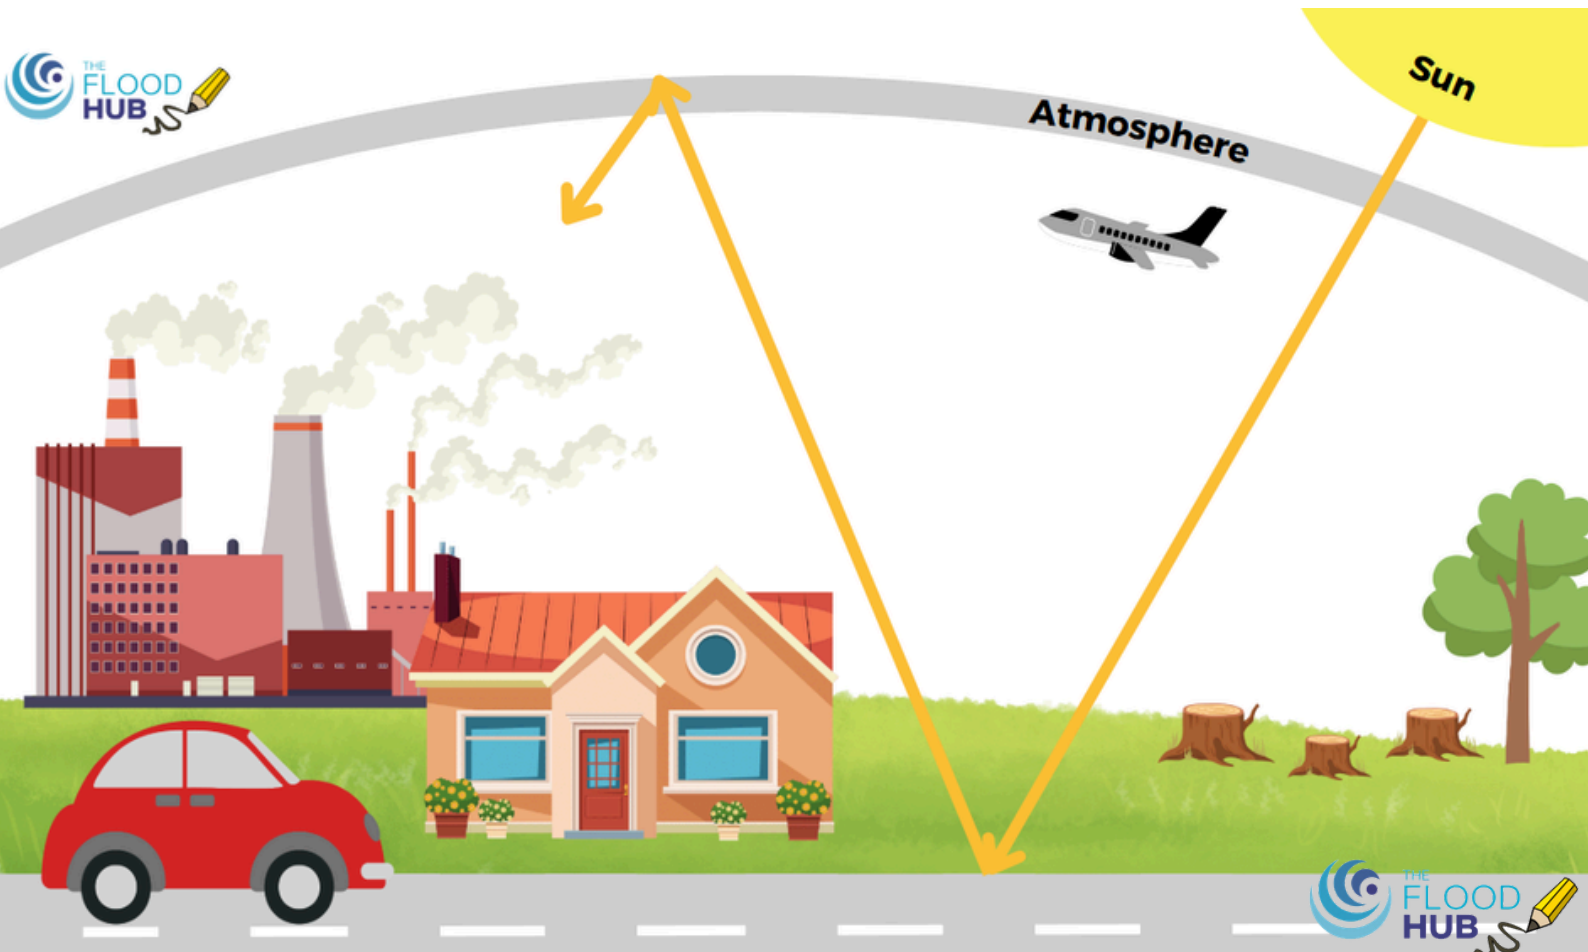 THE
FLOOD
HUB
Sun
Atmosphere
THE
FLOOD
HUB